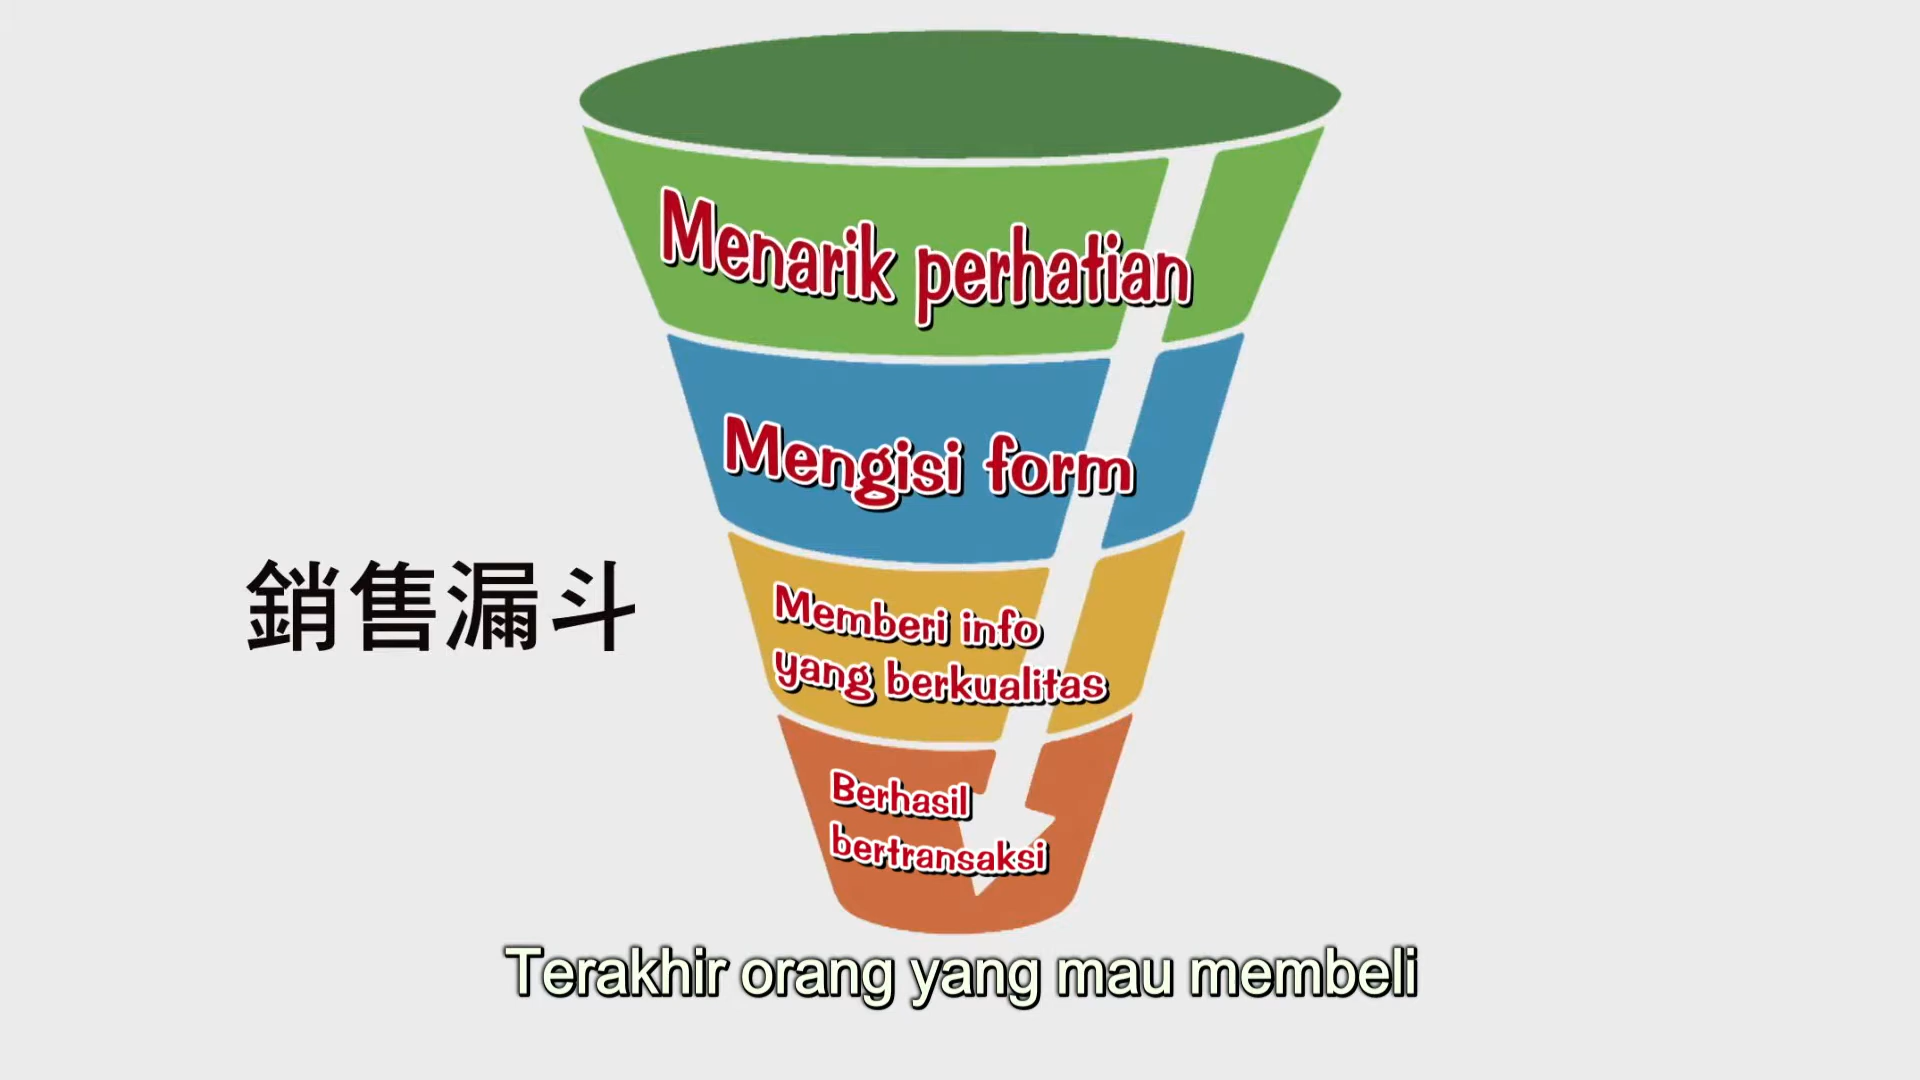 Menarik perhatian
Mengisi form
銷售漏斗
Memberi info
yang berkualitas
Berhasil
bertransaksi
Terakhir orang yang mau membeli